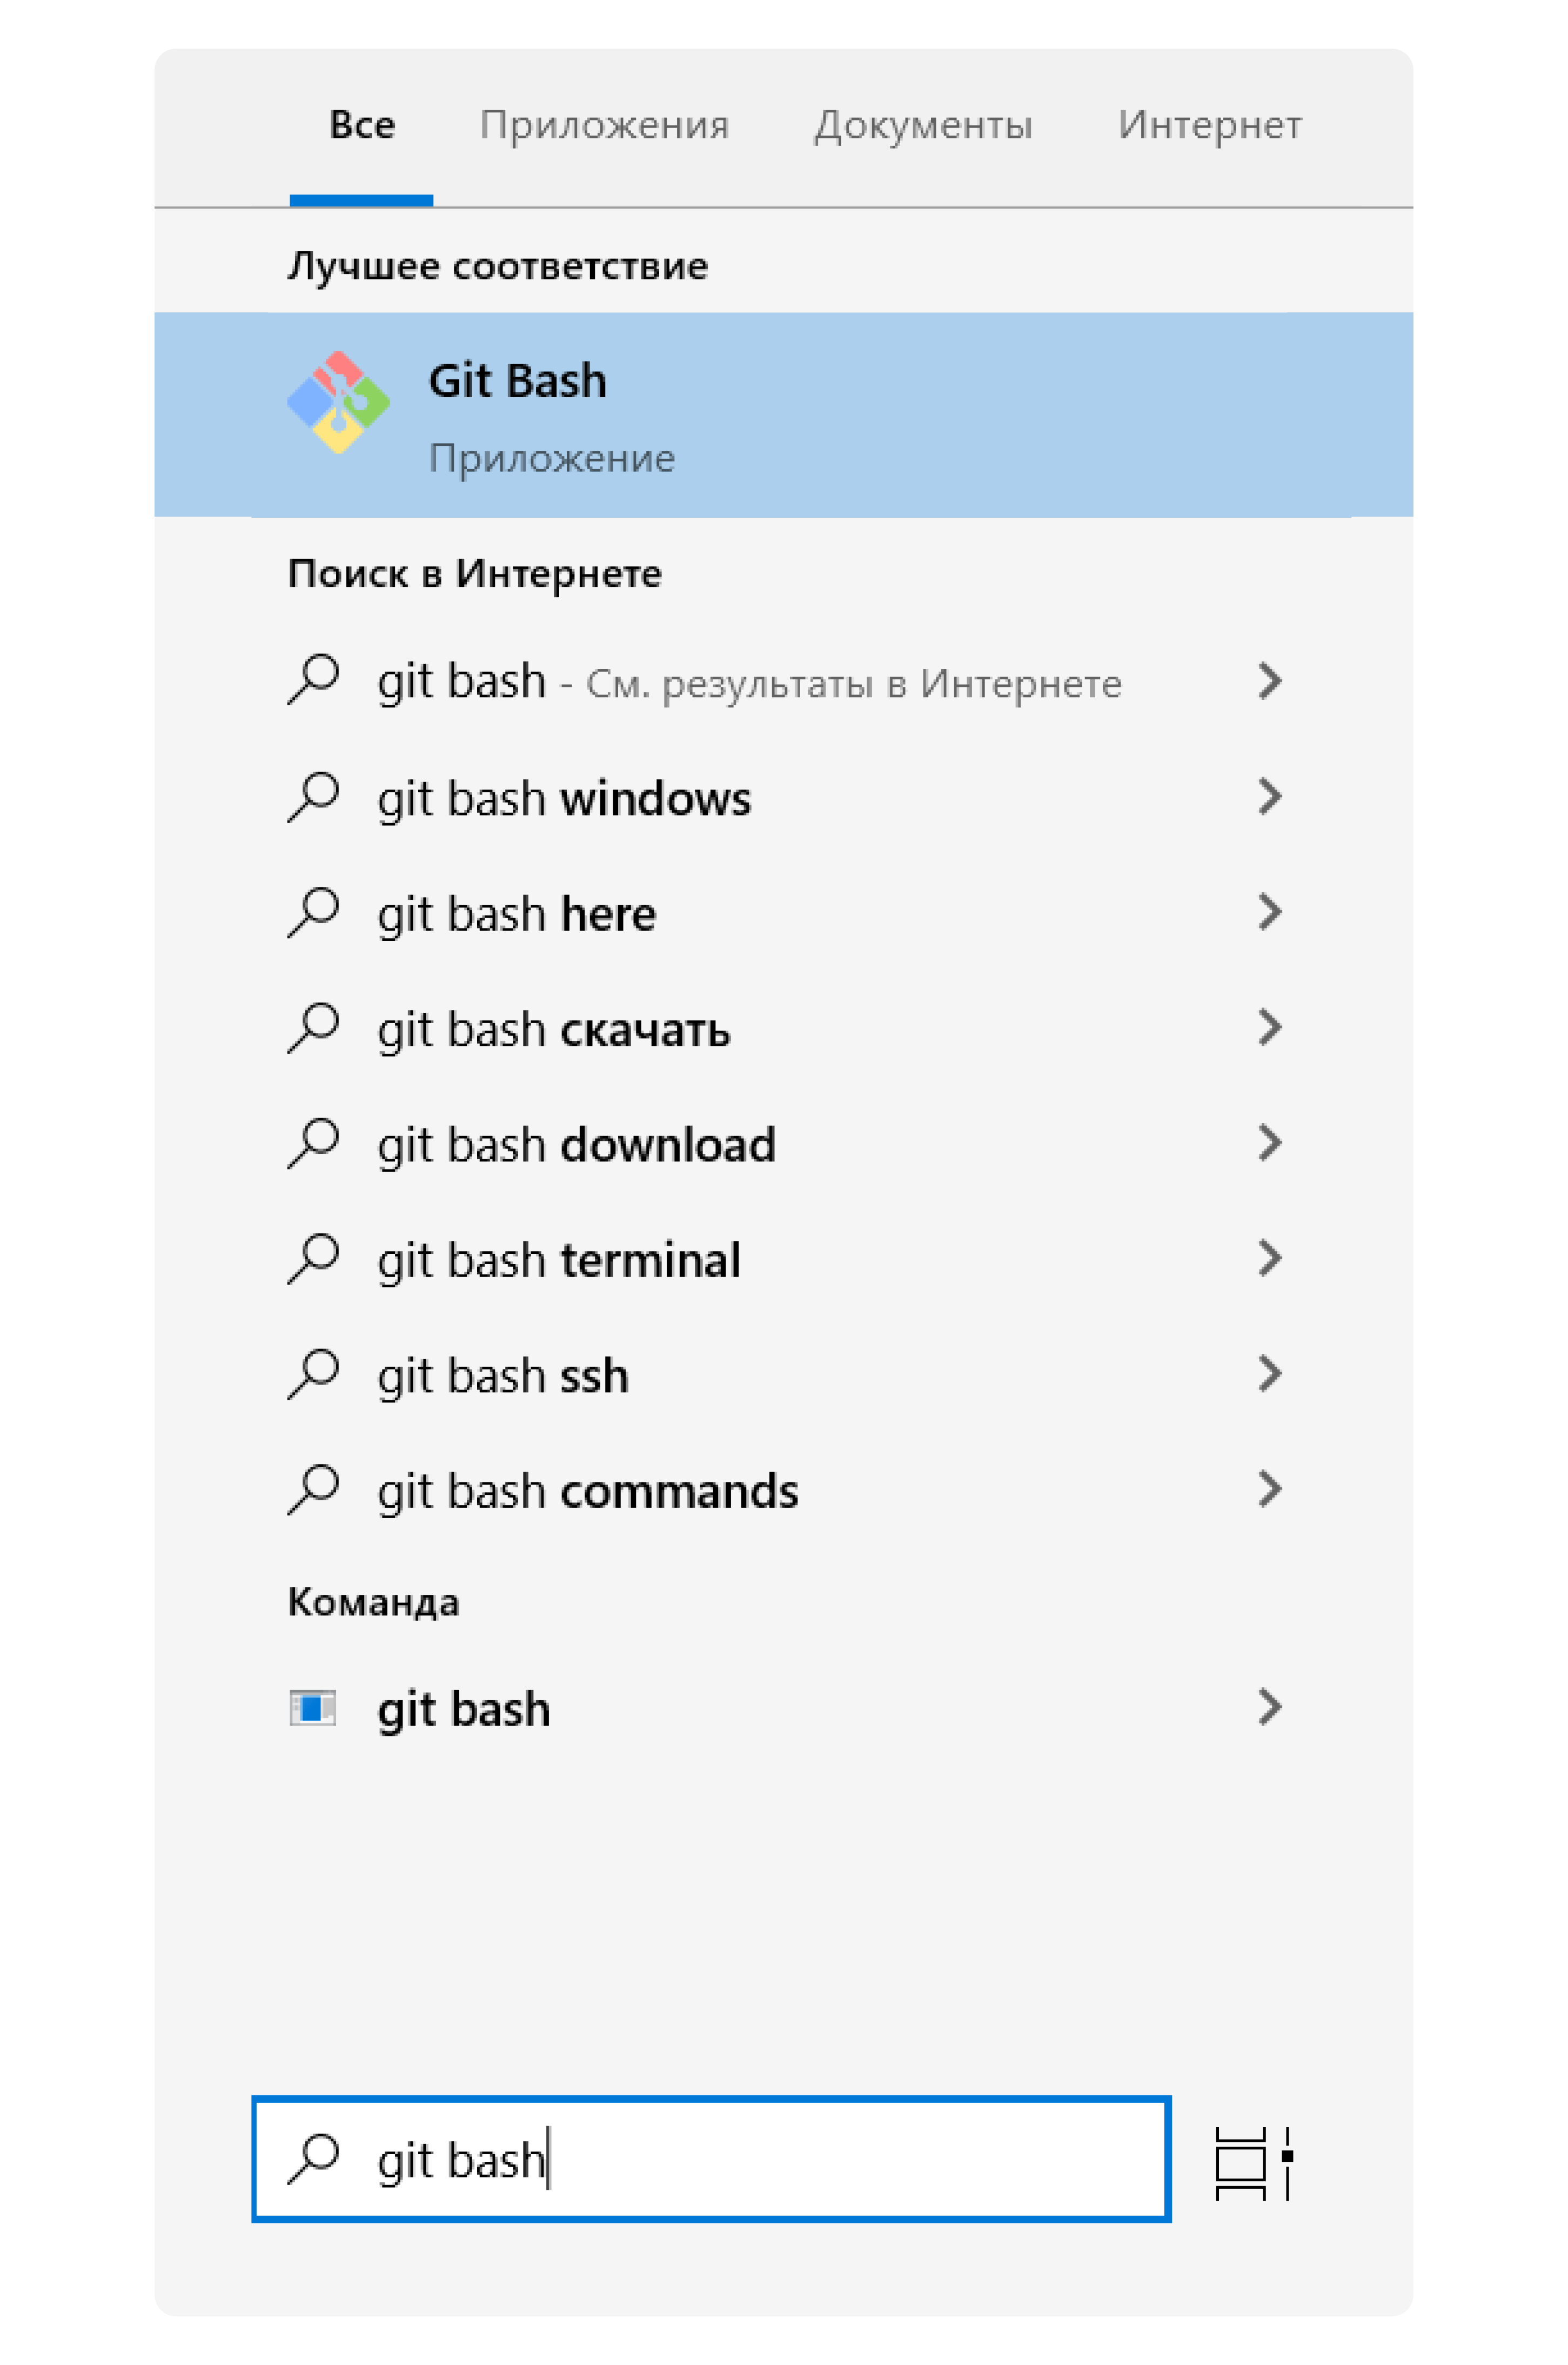 Все Приложения Документы Интернет
Лучшее соответствие
Git Bash
Приложение
Поиск в Интернете
git bash - См. результаты в Интернете
git bash windows
git bash here
git bash скачать
git bash download
git bash terminal
git bash ssh
git bash commands
Команда
git bash
git bash